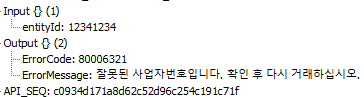 Input {} (1)
entityId: 12341234
Output {} (2)
ErrorCode: 80006321
ErrorMessage: 잘못된 사업자번호입니다. 확인 후 다시 거래하십시오.
API_SEQ: c0934d171a8d62c52d96c254c191c71f